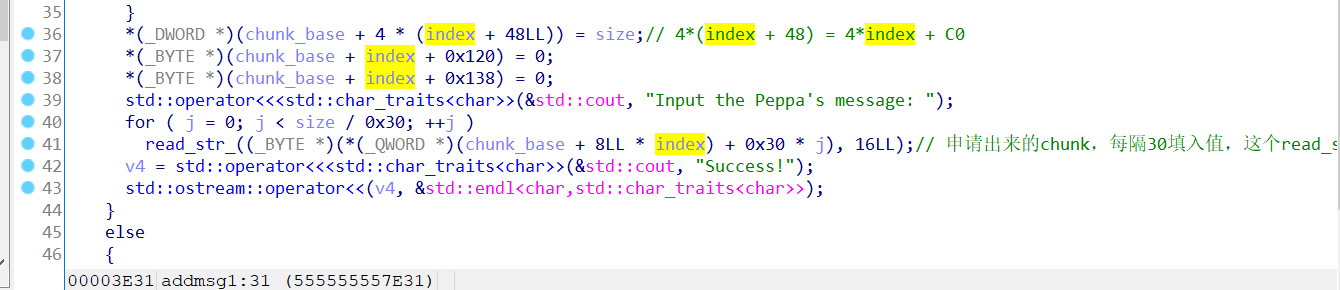 35 }
36 *(_DWORD *)(chunk_base + 4 * (index + 48LL)) = size;// 4*(index + 48) = 4*index + C0
37 *(_BYTE *)(chunk_base + index + 0x120) = 0;
38 *(_BYTE *)(chunk_base + index + 0x138) = 0;
39 std::operator<<<std::char_traits<char>>(&std::cout, "Input the Peppa's message: ");
40 for ( j = 0; j < size / 0x30; ++j )
41 read_str_((_BYTE *)(*(_QWORD *)(chunk_base + 8LL * index) + 0x30 * j), 16LL);// 申请出来的chunk，每隔30填入值，这个read_s
42 v4 = std::operator<<<std::char_traits<char>>(&std::cout, "Success!");
43 std::ostream::operator<<(v4, &std::endl<char,std::char_traits<char>>);
44 }
45 else
46 {
00003E31 addmsg1:31 (555555557E31)